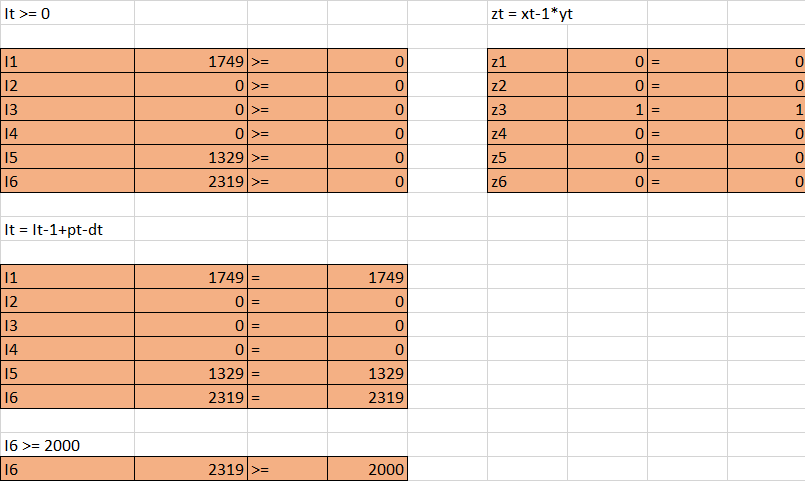 It >= 0 zt = xt-1*yt
I1 1749 >= 0 z1 0 = 0
I2 0 >= 0 z2 0 = 0
I3 0 >= 0 z3 1 = 1
I4 0 >= 0 z4 0 = 0
I5 1329 >= 0 z5 0 = 0
I6 2319 >= 0 z6 0 = 0
It = It-1+pt-dt
I1 1749 = 1749
I2 0 = 0
I3 0 = 0
I4 0 = 0
I5 1329 = 1329
I6 2319 = 2319
I6 >= 2000
I6 2319 >= 2000